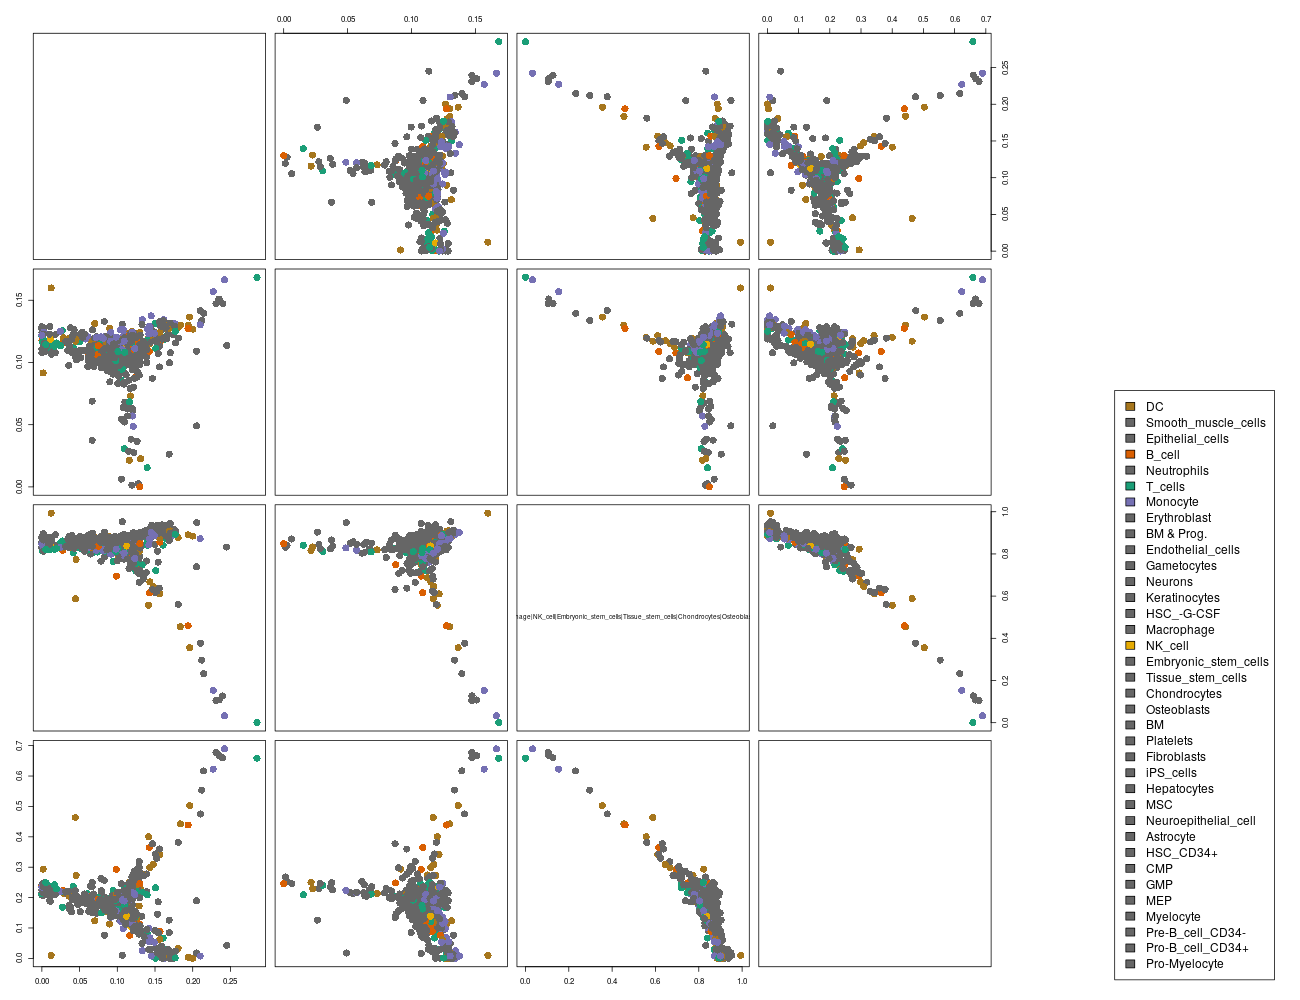 0.00 0.05 0.10 0.15
0.0 0.1 0.2 0.3 0.4 0.5 0.6 0.7
0.00 0.05 0.10 0.15 0.20 0.25
0.00 0.05 0.10 0.15
|NK_cell|Embryonic_stem_cells|Tissue_stem_cells|Chondrocytes|
0.0 0.2 0.4 0.6 0.8 1.0
0.0 0.1 0.2 0.3 0.4 0.5 0.6 0.7
0.00 0.05 0.10 0.15 0.20 0.25
0.0 0.2 0.4 0.6 0.8 1.0
DC
Smooth_muscle_cells
Epithelial_cells
B_cell
Neutrophils
T_cells
Monocyte
Erythroblast
BM & Prog.
Endothelial_cells
Gametocytes
Neurons
Keratinocytes
HSC_-G-CSF
Macrophage
NK_cell
Embryonic_stem_cells
Tissue_stem_cells
Chondrocytes
Osteoblasts
BM
Platelets
Fibroblasts
iPS_cells
Hepatocytes
MSC
Neuroepithelial_cell
Astrocyte
HSC_CD34+
CMP
GMP
MEP
Myelocyte
Pre-B_cell_CD34-
Pro-B_cell_CD34+
Pro-Myelocyte